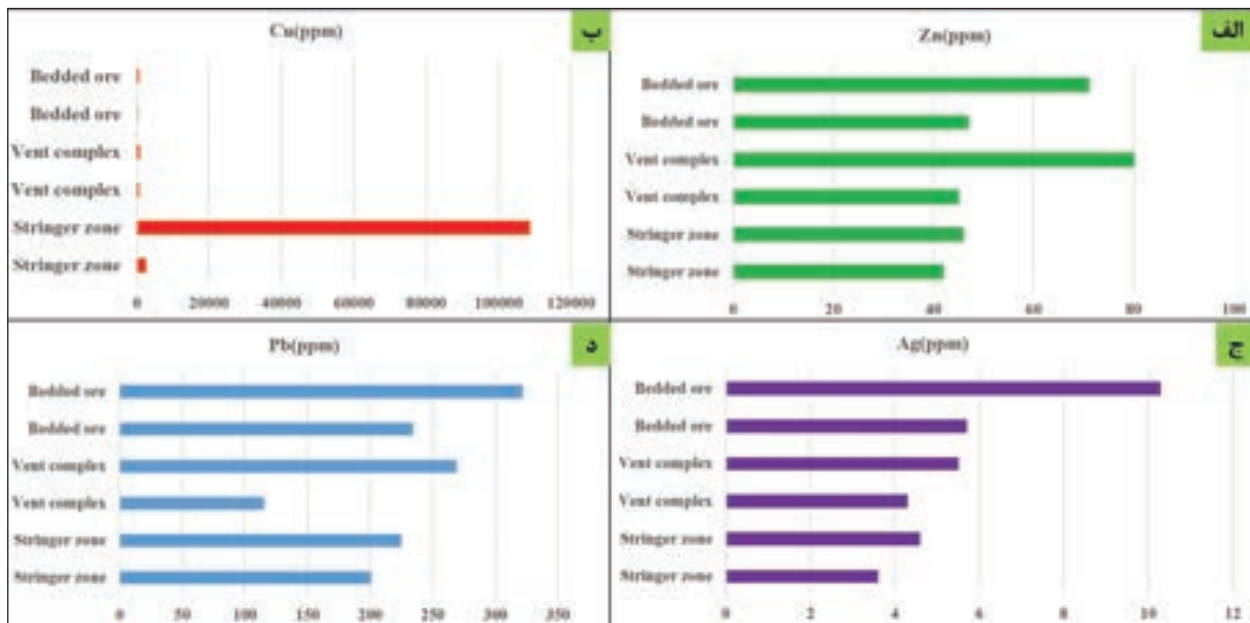 الف
Zn(ppm)
Bedded ore
Bedded ore
Vent complex
Vent complex
Stringer zone
Stringer zone
0 20 40 60 80 100
ب
Cu(ppm)
Bedded ore
Bedded ore
Vent complex
Vent complex
Stringer zone
Stringer zone
0 20000 40000 60000 80000 100000 120000
ج
Ag(ppm)
Bedded ore
Bedded ore
Vent complex
Vent complex
Stringer zone
Stringer zone
0 2 4 6 8 10 12
د
Pb(ppm)
Bedded ore
Bedded ore
Vent complex
Vent complex
Stringer zone
Stringer zone
0 50 100 150 200 250 300 350